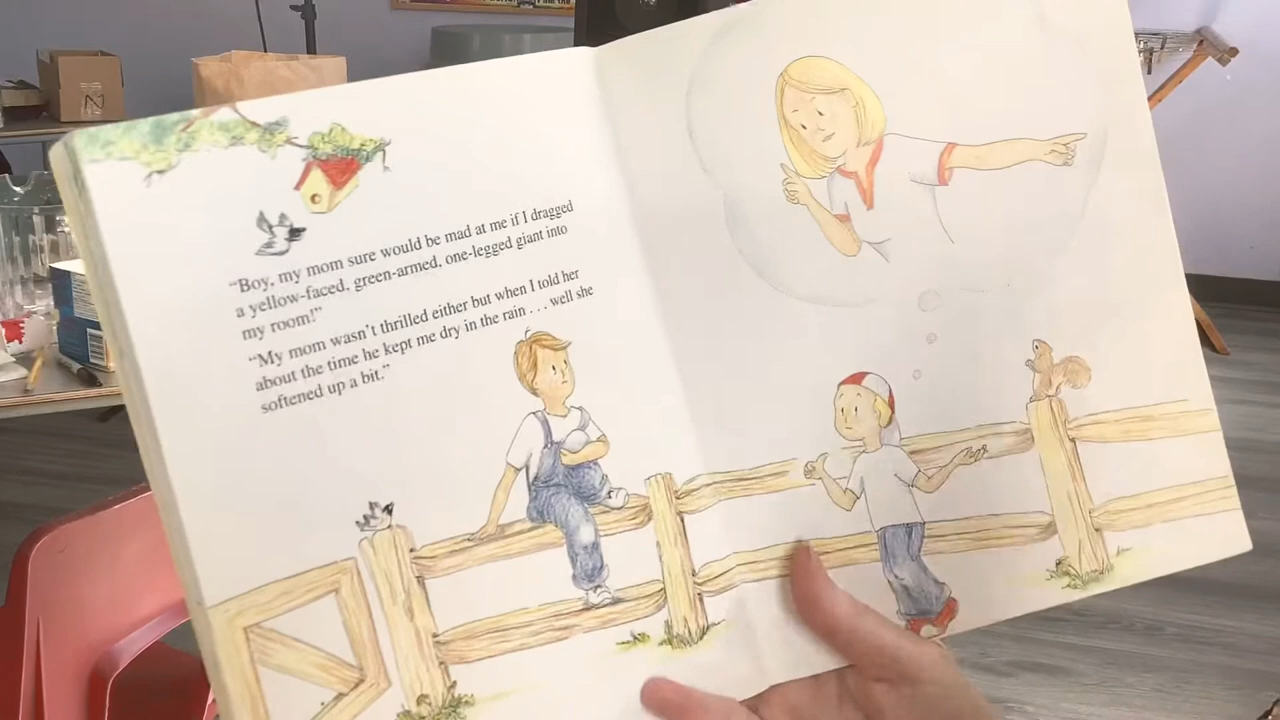 “Boy, my mom sure would be mad at me if I dragged
a yellow-faced, green-armed, one-legged giant into
my room!”
“My mom wasn’t thrilled either but when I told her
about the time he kept me dry in the rain . . . well she
softened up a bit.”